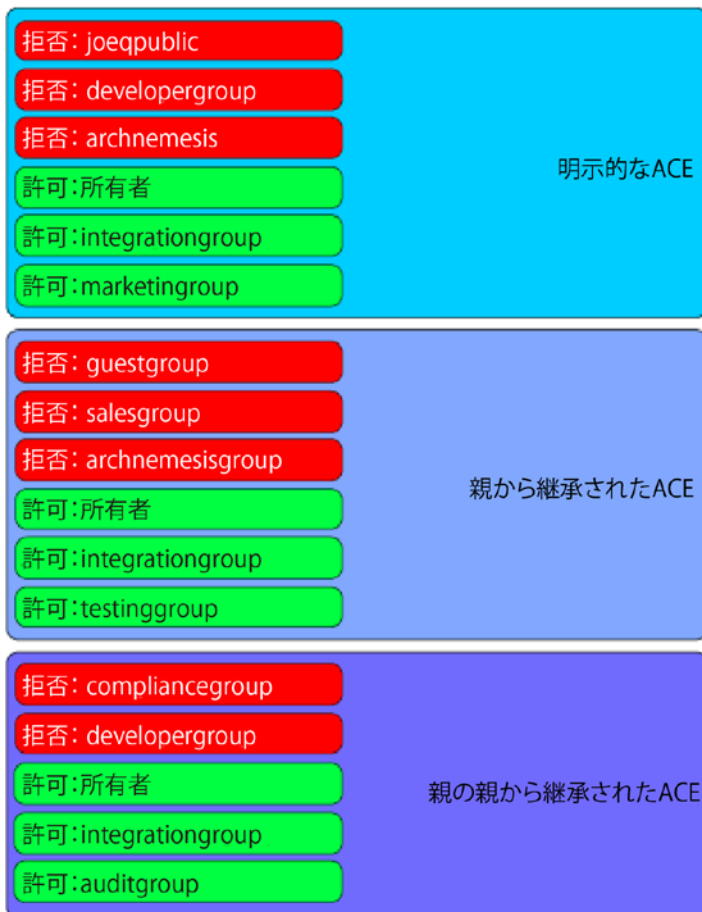 拒否: joeqpublic
拒否: developergroup
拒否: archnemesis
許可:所有者
許可:integrationgroup
許可:marketingroup
明示的なACE
拒否: guestgroup
拒否: salesgroup
拒否: archnemesisgroup
許可:所有者
許可:integrationgroup
許可:testinggroup
親から継承されたACE
拒否: compliancegroup
拒否: developergroup
許可:所有者
許可:integrationgroup
許可:auditgroup
親の親から継承されたACE